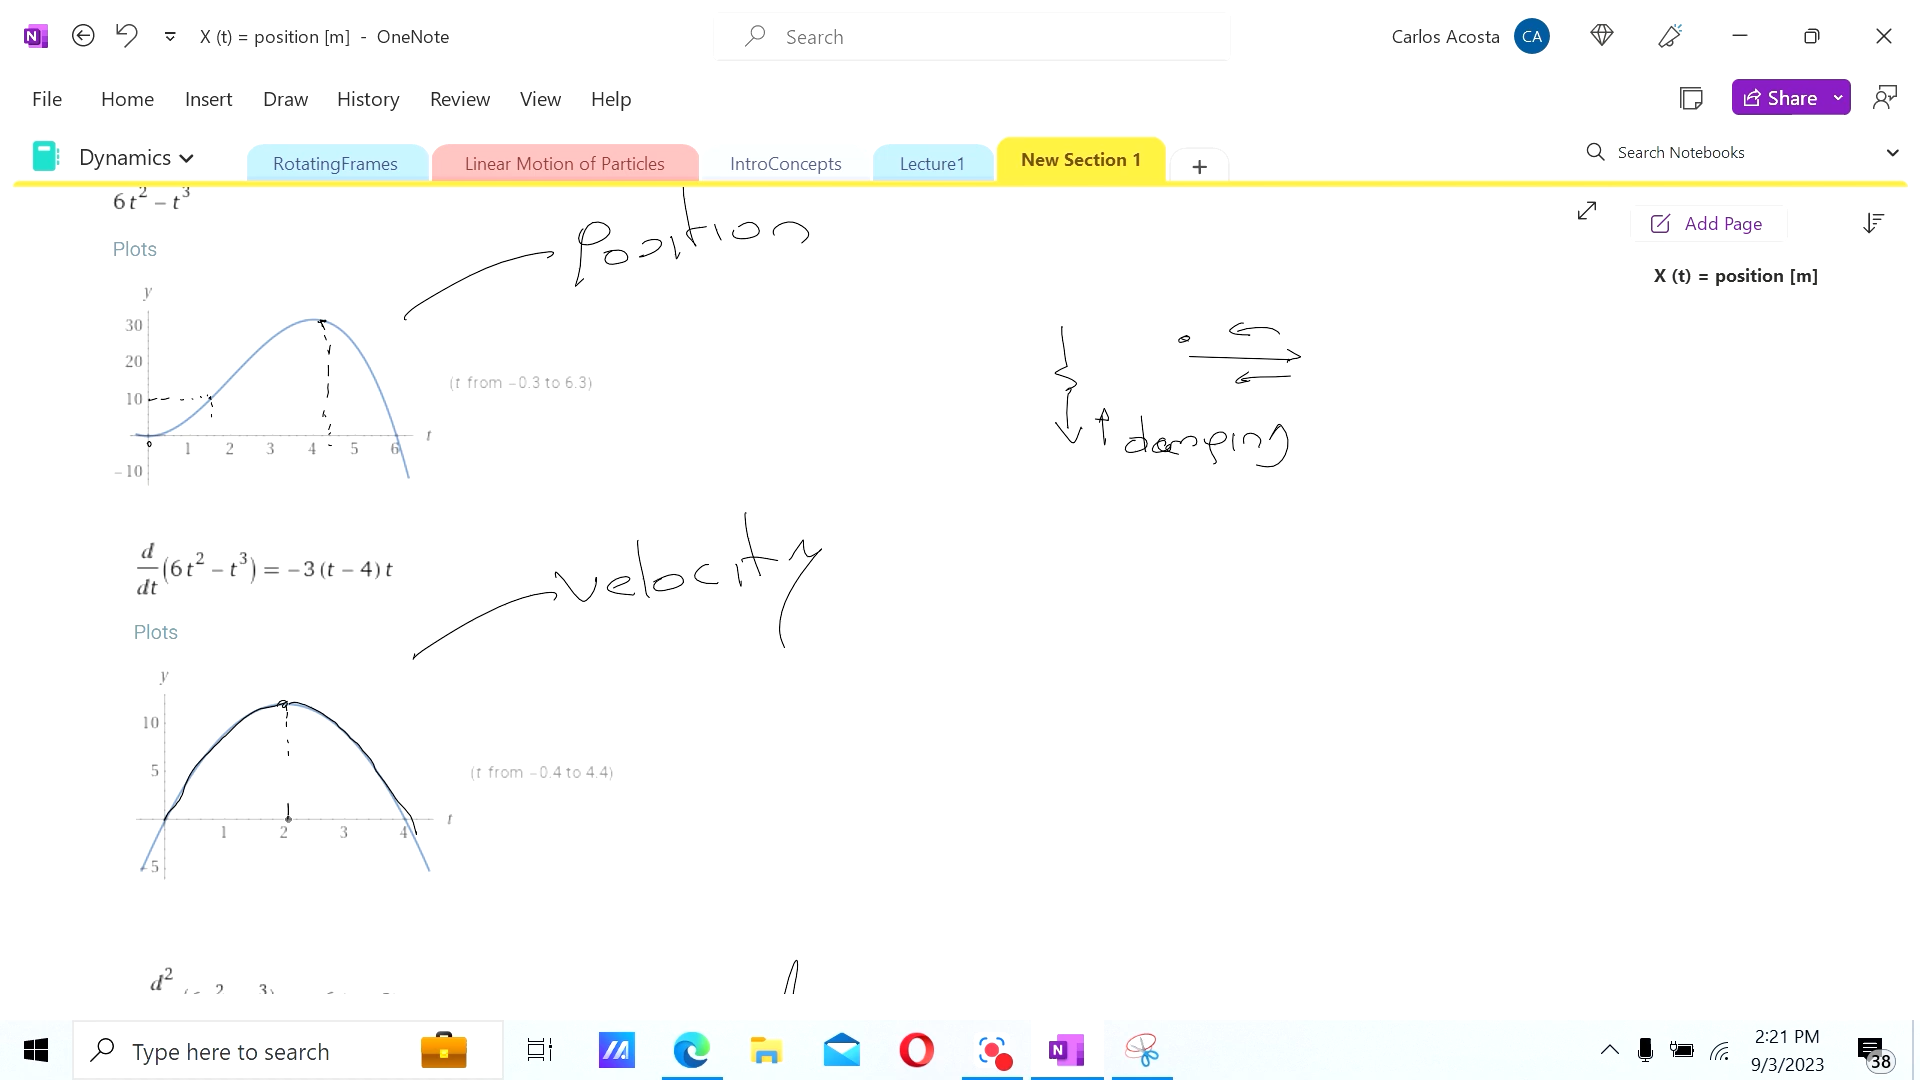 X (t) = position [m] - OneNote
Search
Carlos Acosta
CA
File Home Insert Draw History Review View Help
Share
Dynamics
RotatingFrames
Linear Motion of Particles
IntroConcepts
Lecture1
New Section 1
+
Search Notebooks
6t² – t³
Add Page
X (t) = position [m]
Position
Plots
y
30
20
10
-10
1 2 3 4 5 6
t
(t from −0.3 to 6.3)
damping
velocity
d/dt (6t² – t³) = –3 (t – 4) t
Plots
y
10
5
-5
1 2 3 4
t
(t from −0.4 to 4.4)
d²
Type here to search
2:21 PM
9/3/2023
38